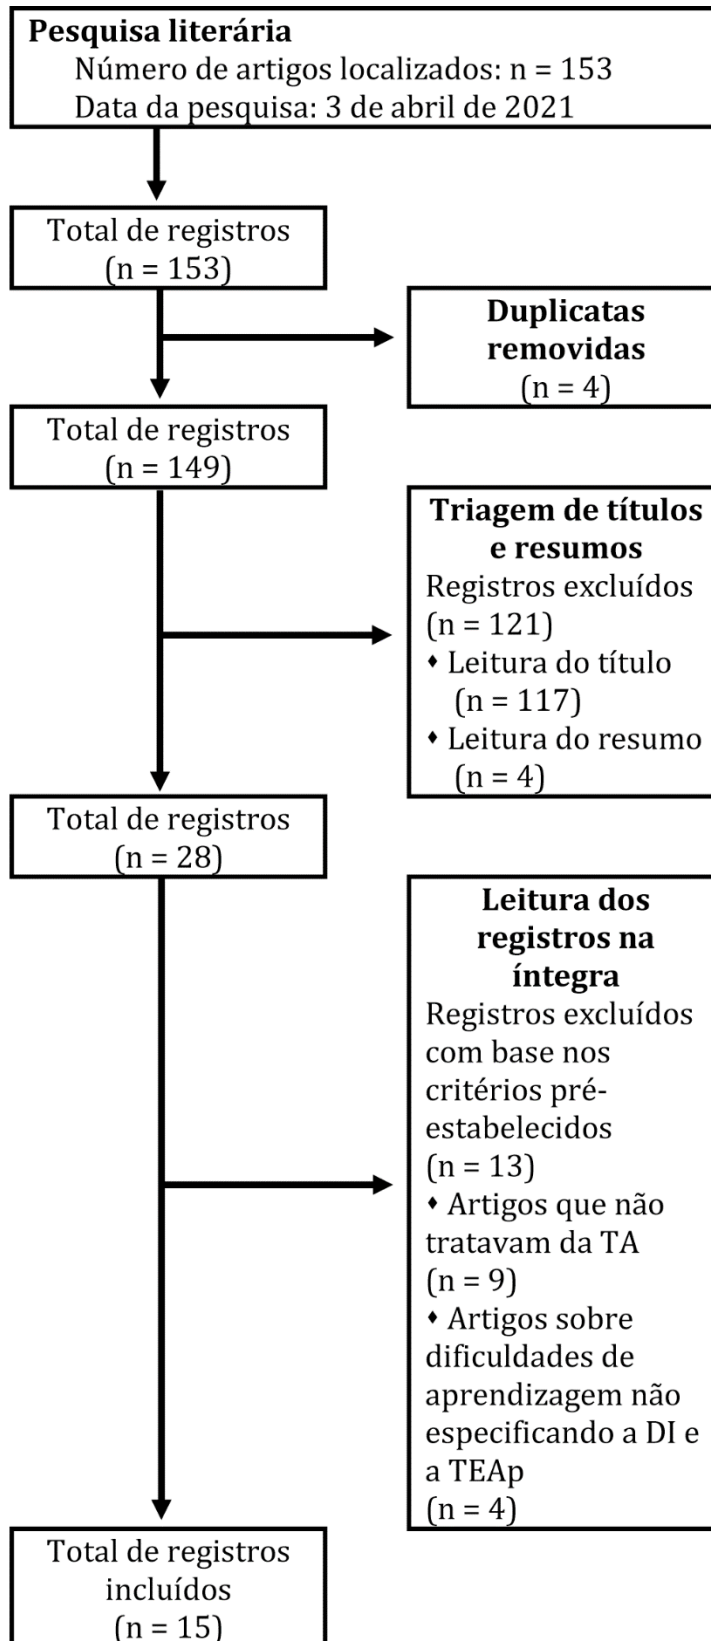 Pesquisa literária
Número de artigos localizados: n = 153
Data da pesquisa: 3 de abril de 2021
Total de registros
(n = 153)
Duplicatas
removidas
(n = 4)
Total de registros
(n = 149)
Triagem de títulos
e resumos
Registros excluídos
(n = 121)
⬧ Leitura do título
(n = 117)
⬧ Leitura do resumo
(n = 4)
Total de registros
(n = 28)
Leitura dos
registros na
íntegra
Registros excluídos
com base nos
critérios pré-
estabelecidos
(n = 13)
⬧ Artigos que não
tratavam da TA
(n = 9)
⬧ Artigos sobre
dificuldades de
aprendizagem não
especificando a DI e
a TEAp
(n = 4)
Total de registros
incluídos
(n = 15)